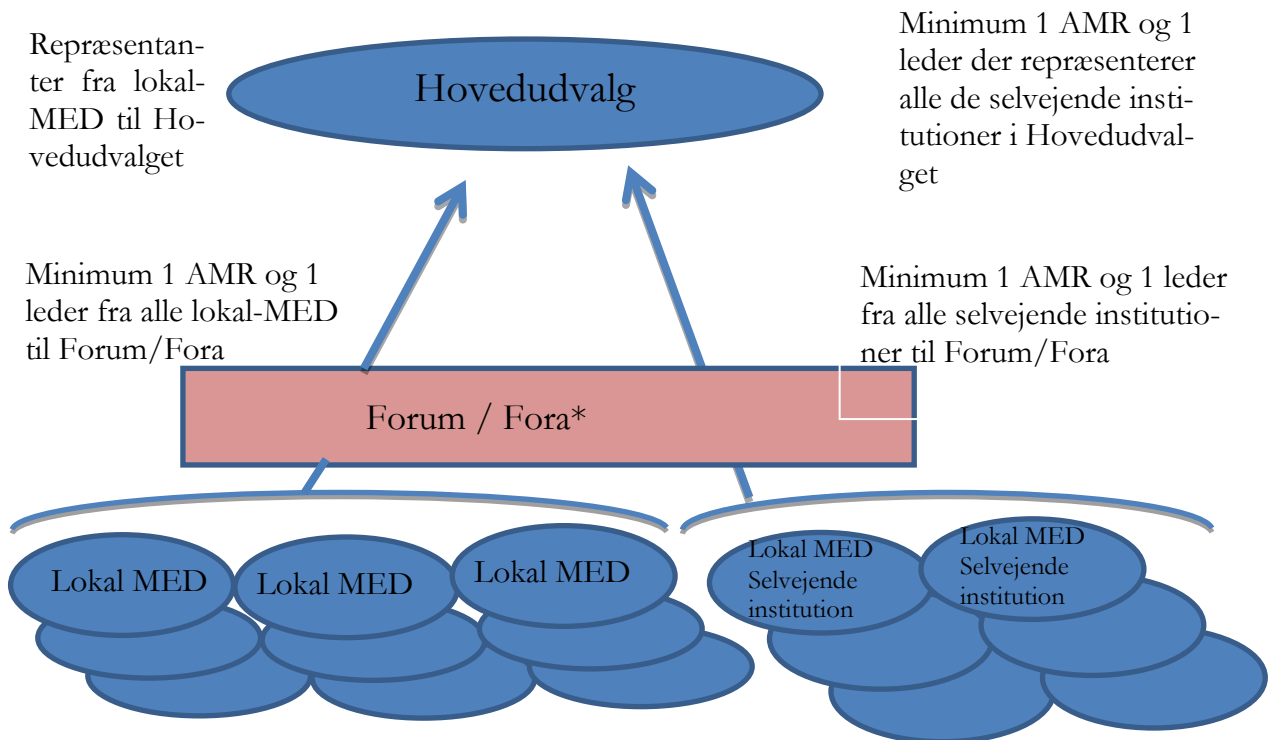 Repræsentan-
ter fra lokal-
MED til Ho-
vedudvalget
Hovedudvalg
Minimum 1 AMR og 1
leder der repræsenterer
alle de selvejende insti-
tutioner i Hovedudval-
get
Minimum 1 AMR og 1
leder fra alle lokal-MED
til Forum/Fora
Minimum 1 AMR og 1 leder
fra alle selvejende institutio-
ner til Forum/Fora
Forum / Fora*
Lokal MED
Lokal MED
Lokal MED
Lokal MED
Selvejende
institution
Lokal MED
Selvejende
institution